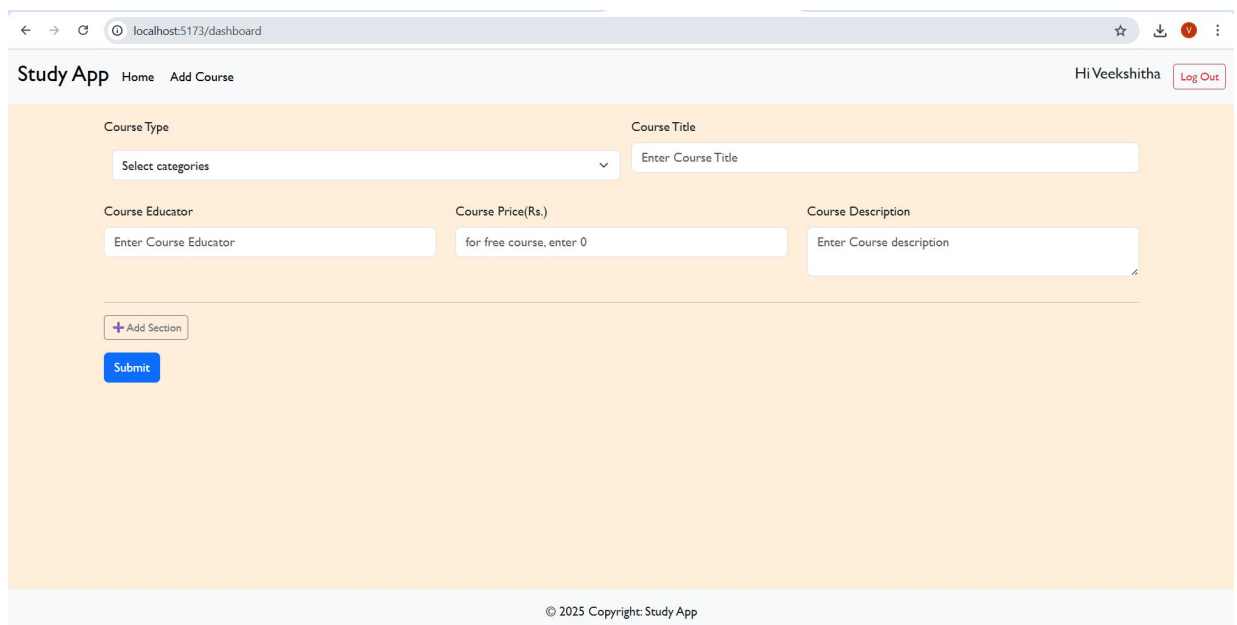 localhost:5173/dashboard
V
Study App Home Add Course Hi Veekshitha Log Out
Course Type Course Title
Select categories Enter Course Title
Course Educator Course Price(Rs.) Course Description
Enter Course Educator for free course, enter 0 Enter Course description
Add Section
Submit
© 2025 Copyright: Study App